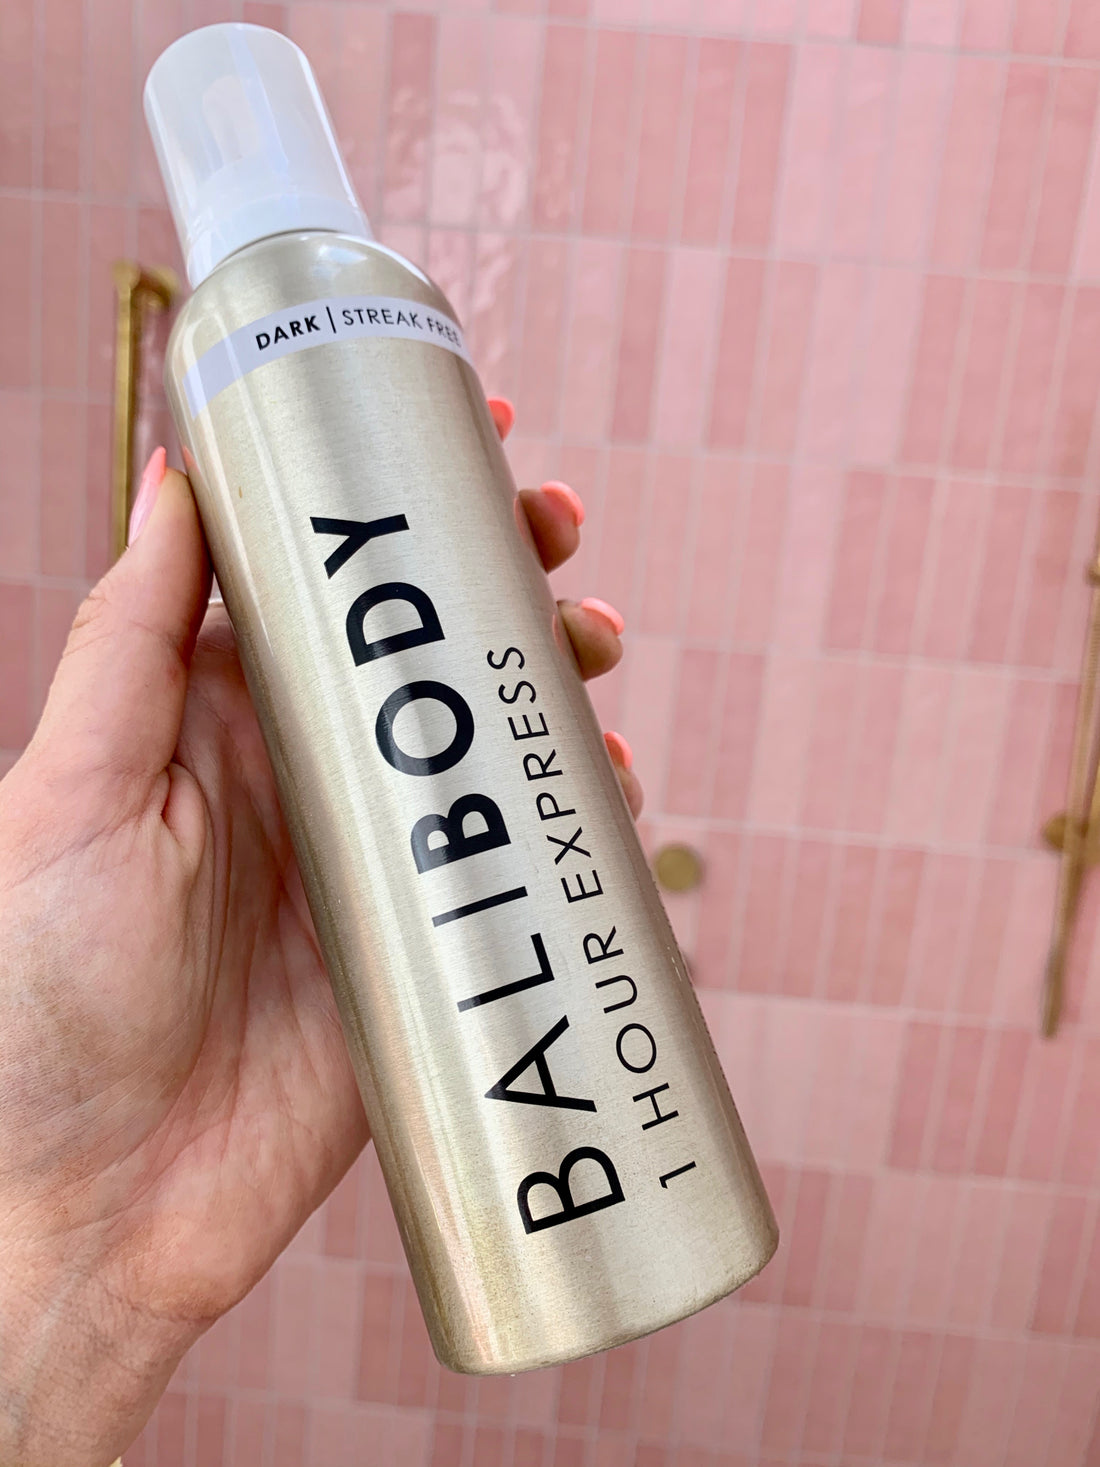 DARK | STREAK FREE
BALIBODY
1 HOUR EXPRESS